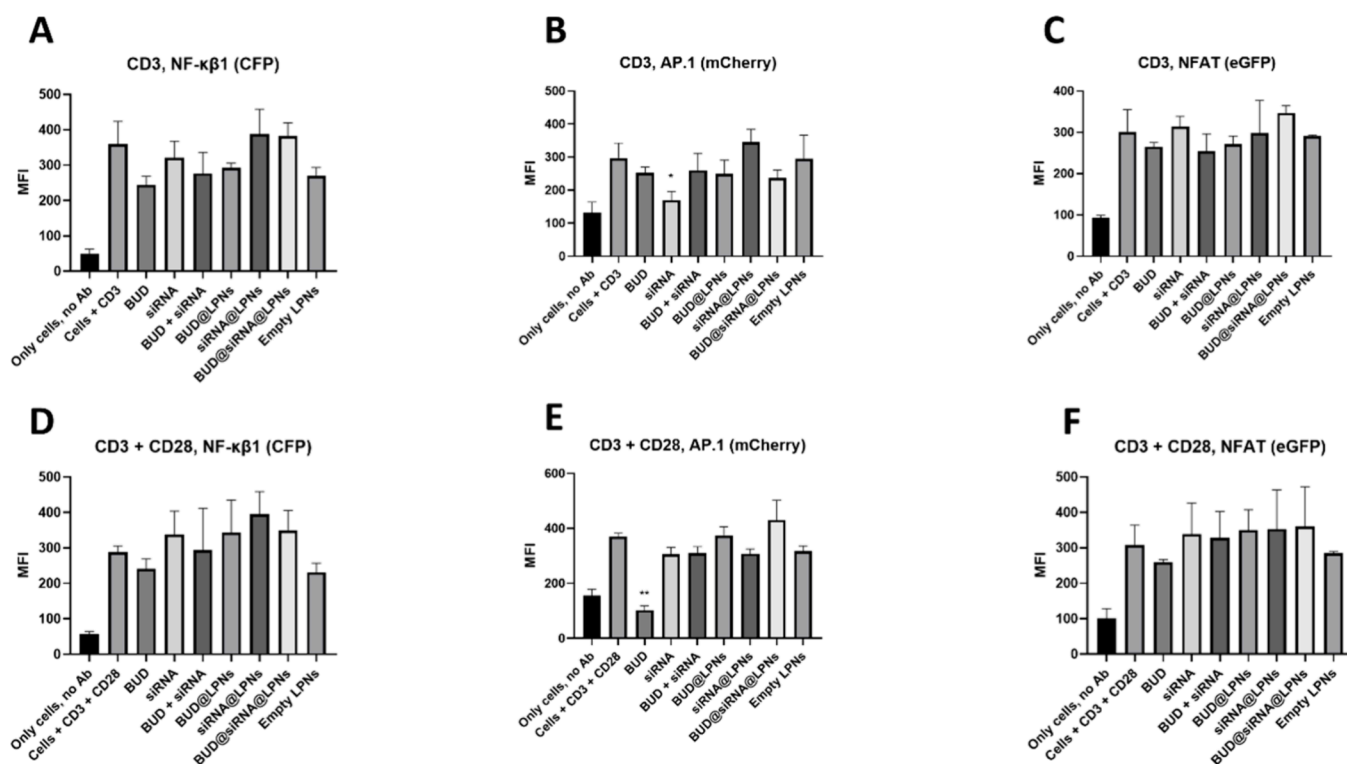 A
CD3, NF-κβ1 (CFP)
MFI
500
400
300
200
100
0
Only cells, no Ab
Cells + CD3
BUD
siRNA
BUD + siRNA
BUD@LPNs
siRNA@LPNs
BUD@siRNA@LPNs
Empty LPNs
B
CD3, AP.1 (mCherry)
MFI
500
400
300
200
100
0
*
Only cells, no Ab
Cells + CD3
BUD
siRNA
BUD + siRNA
BUD@LPNs
siRNA@LPNs
BUD@siRNA@LPNs
Empty LPNs
C
CD3, NFAT (eGFP)
MFI
400
300
200
100
0
Only cells, no Ab
Cells + CD3
BUD
siRNA
BUD + siRNA
BUD@LPNs
siRNA@LPNs
BUD@siRNA@LPNs
Empty LPNs
D
CD3 + CD28, NF-κβ1 (CFP)
MFI
500
400
300
200
100
0
Only cells, no Ab
Cells + CD3 + CD28
BUD
siRNA
BUD + siRNA
BUD@LPNs
siRNA@LPNs
BUD@siRNA@LPNs
Empty LPNs
E
CD3 + CD28, AP.1 (mCherry)
MFI
600
400
200
0
**
Only cells, no Ab
Cells + CD3 + CD28
BUD
siRNA
BUD + siRNA
BUD@LPNs
siRNA@LPNs
BUD@siRNA@LPNs
Empty LPNs
F
CD3 + CD28, NFAT (eGFP)
MFI
500
400
300
200
100
0
Only cells, no Ab
Cells + CD3 + CD28
BUD
siRNA
BUD + siRNA
BUD@LPNs
siRNA@LPNs
BUD@siRNA@LPNs
Empty LPNs